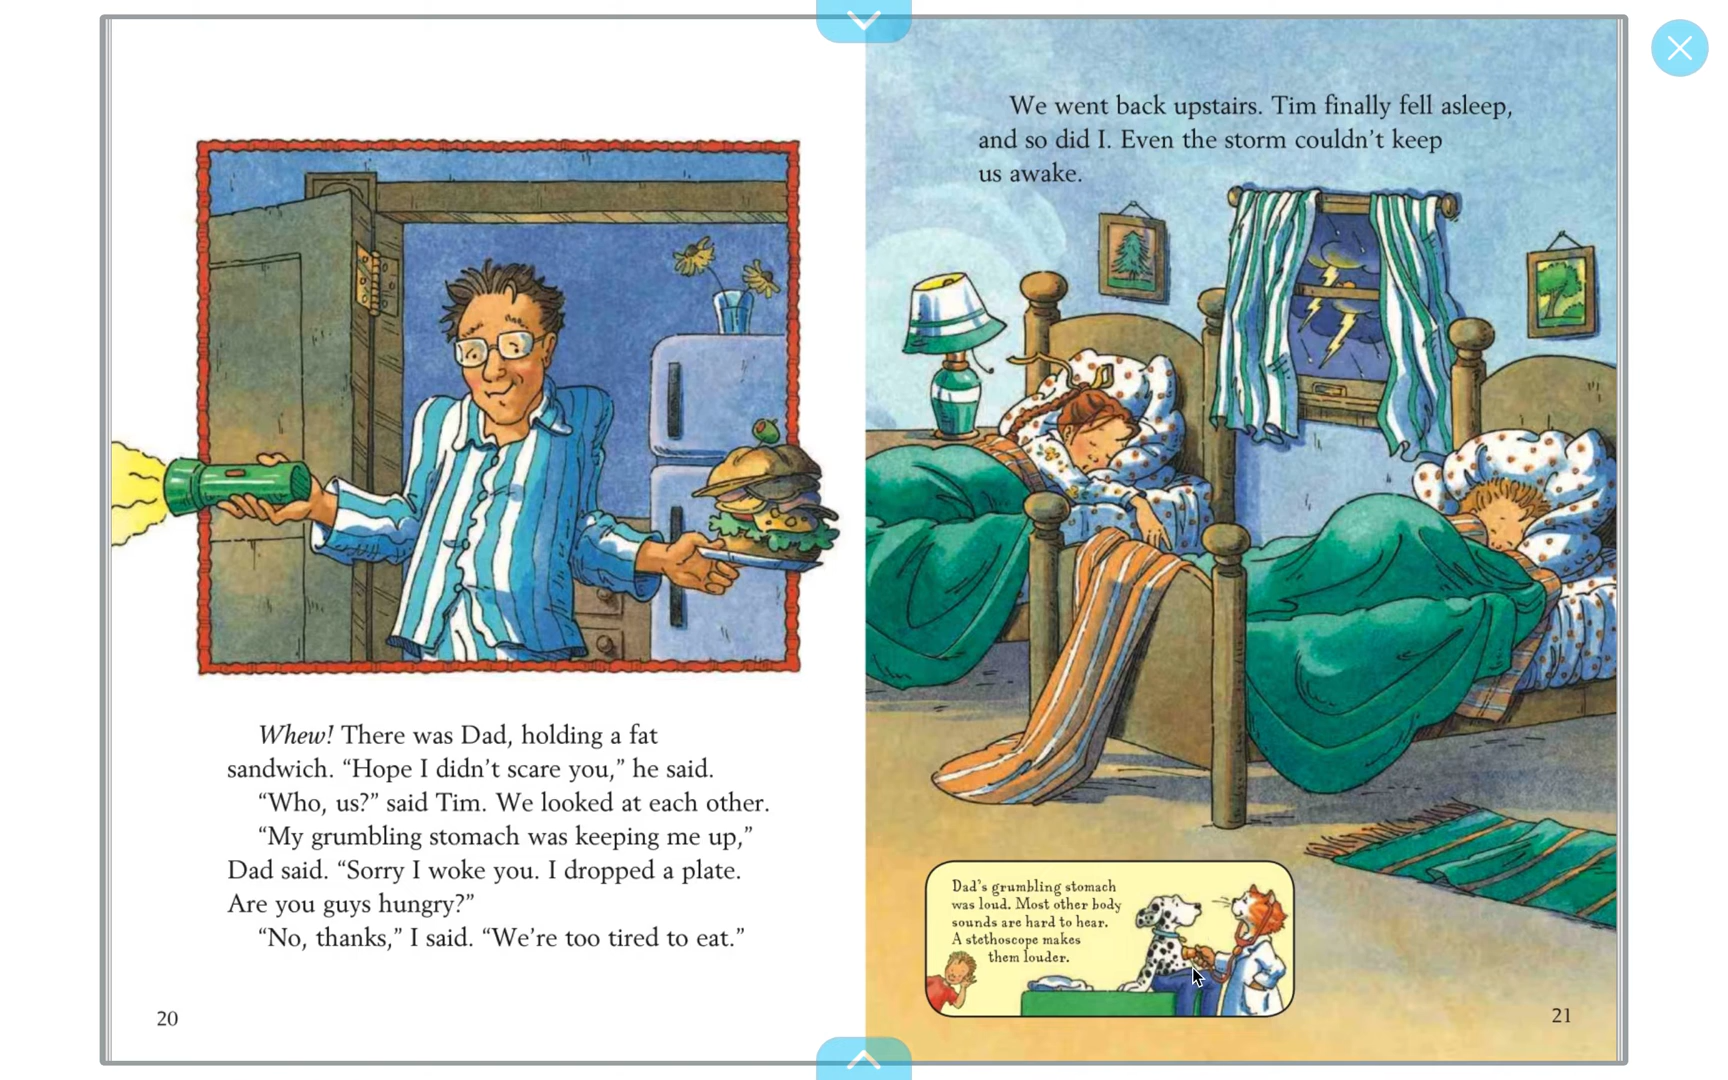 Whew! There was Dad, holding a fat
sandwich. “Hope I didn’t scare you,” he said.
“Who, us?” said Tim. We looked at each other.
“My grumbling stomach was keeping me up,”
Dad said. “Sorry I woke you. I dropped a plate.
Are you guys hungry?”
“No, thanks,” I said. “We’re too tired to eat.”
20
We went back upstairs. Tim finally fell asleep,
and so did I. Even the storm couldn’t keep
us awake.
Dad’s grumbling stomach
was loud. Most other body
sounds are hard to hear.
A stethoscope makes
them louder.
21